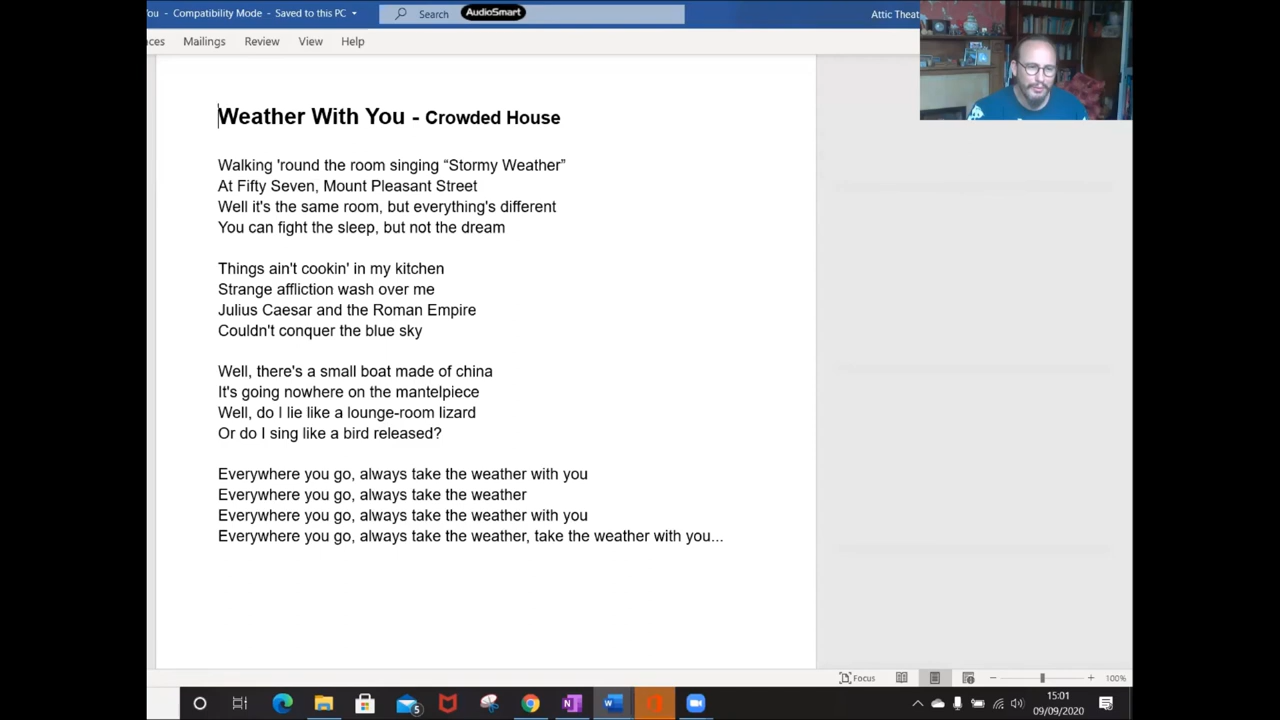 ou - Compatibility Mode - Saved to this PC
Search
AudioSmart
Attic Theat
nces Mailings Review View Help
Weather With You - Crowded House
Walking 'round the room singing “Stormy Weather”
At Fifty Seven, Mount Pleasant Street
Well it's the same room, but everything's different
You can fight the sleep, but not the dream
Things ain't cookin' in my kitchen
Strange affliction wash over me
Julius Caesar and the Roman Empire
Couldn't conquer the blue sky
Well, there's a small boat made of china
It's going nowhere on the mantelpiece
Well, do I lie like a lounge-room lizard
Or do I sing like a bird released?
Everywhere you go, always take the weather with you
Everywhere you go, always take the weather
Everywhere you go, always take the weather with you
Everywhere you go, always take the weather, take the weather with you...
Focus
100%
5
15:01
09/09/2020